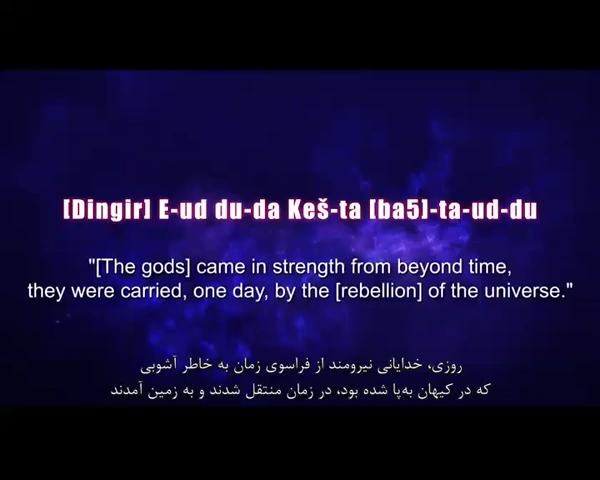 [Dingir] E-ud du-da Keš-ta [ba5]-ta-ud-du
"[The gods] came in strength from beyond time,
they were carried, one day, by the [rebellion] of the universe."
روزی، خدایانی نیرومند از فراسوی زمان به خاطر آشوبی
که در کیهان به‌پا شده بود، در زمان منتقل شدند و به زمین آمدند